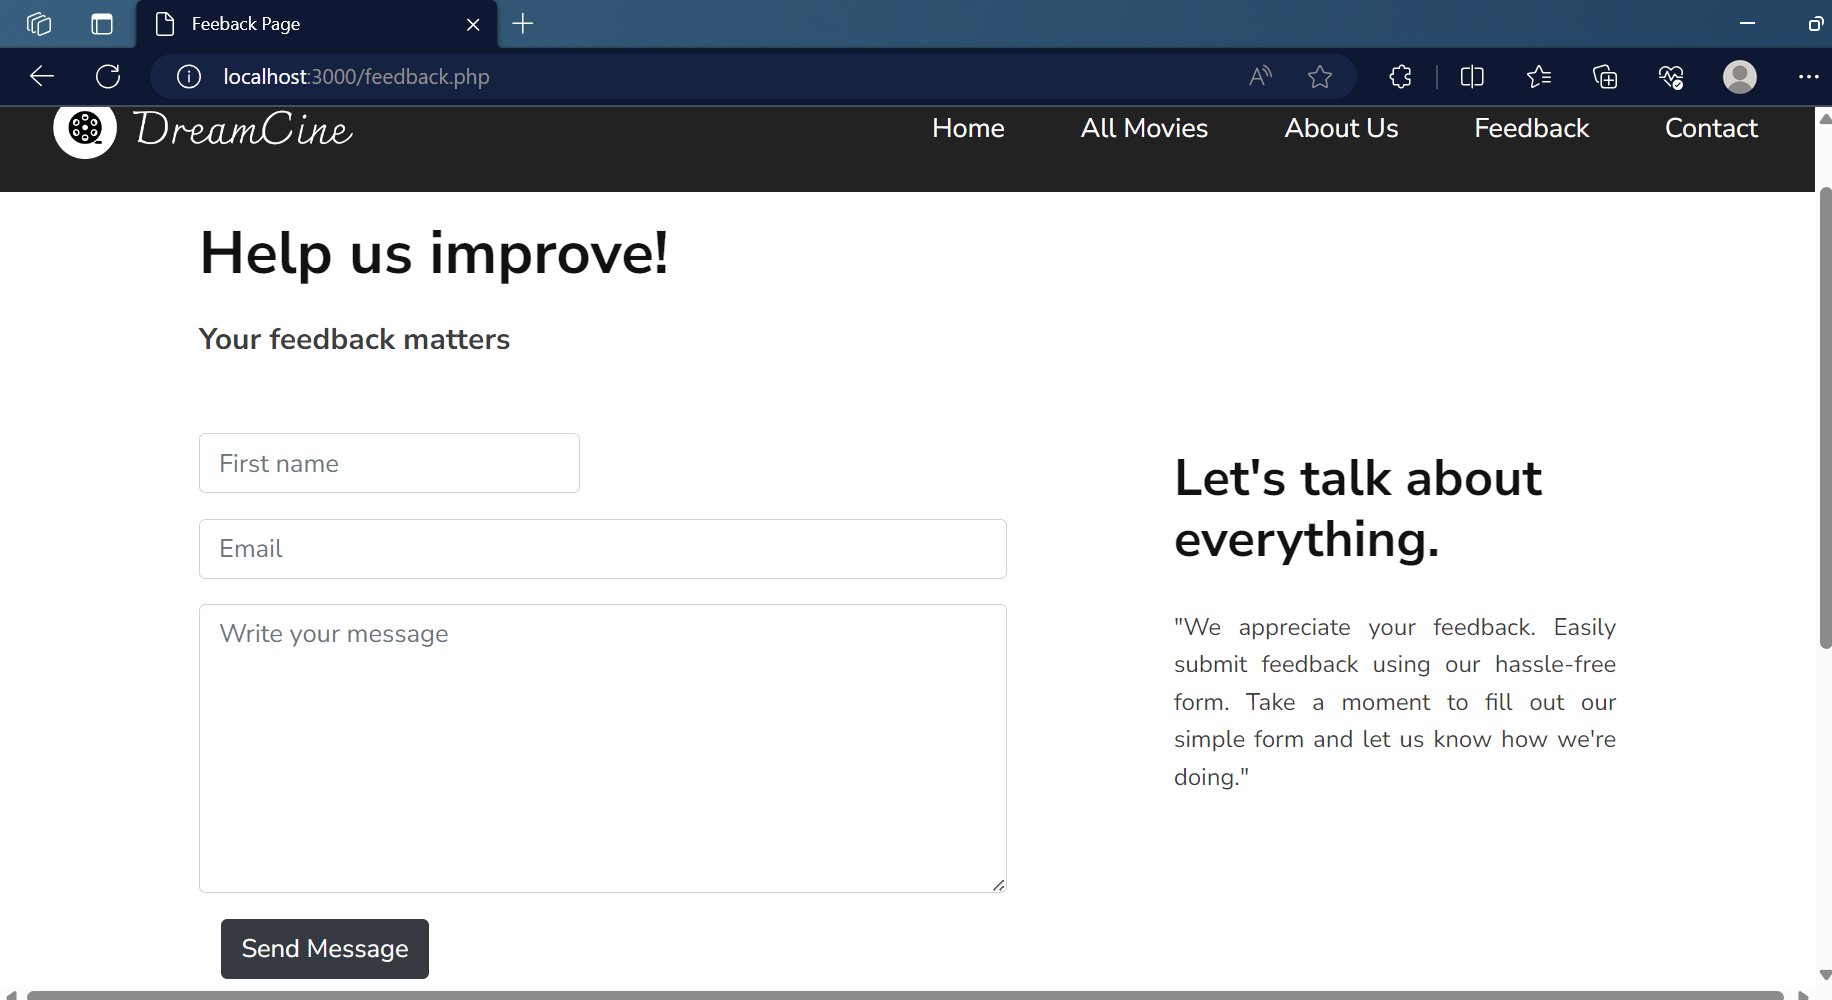 Feeback Page
localhost:3000/feedback.php
DreamCine
Home All Movies About Us Feedback Contact
Help us improve!
Your feedback matters
First name
Email
Write your message
Send Message
Let's talk about
everything.
"We appreciate your feedback. Easily
submit feedback using our hassle-free
form. Take a moment to fill out our
simple form and let us know how we're
doing."